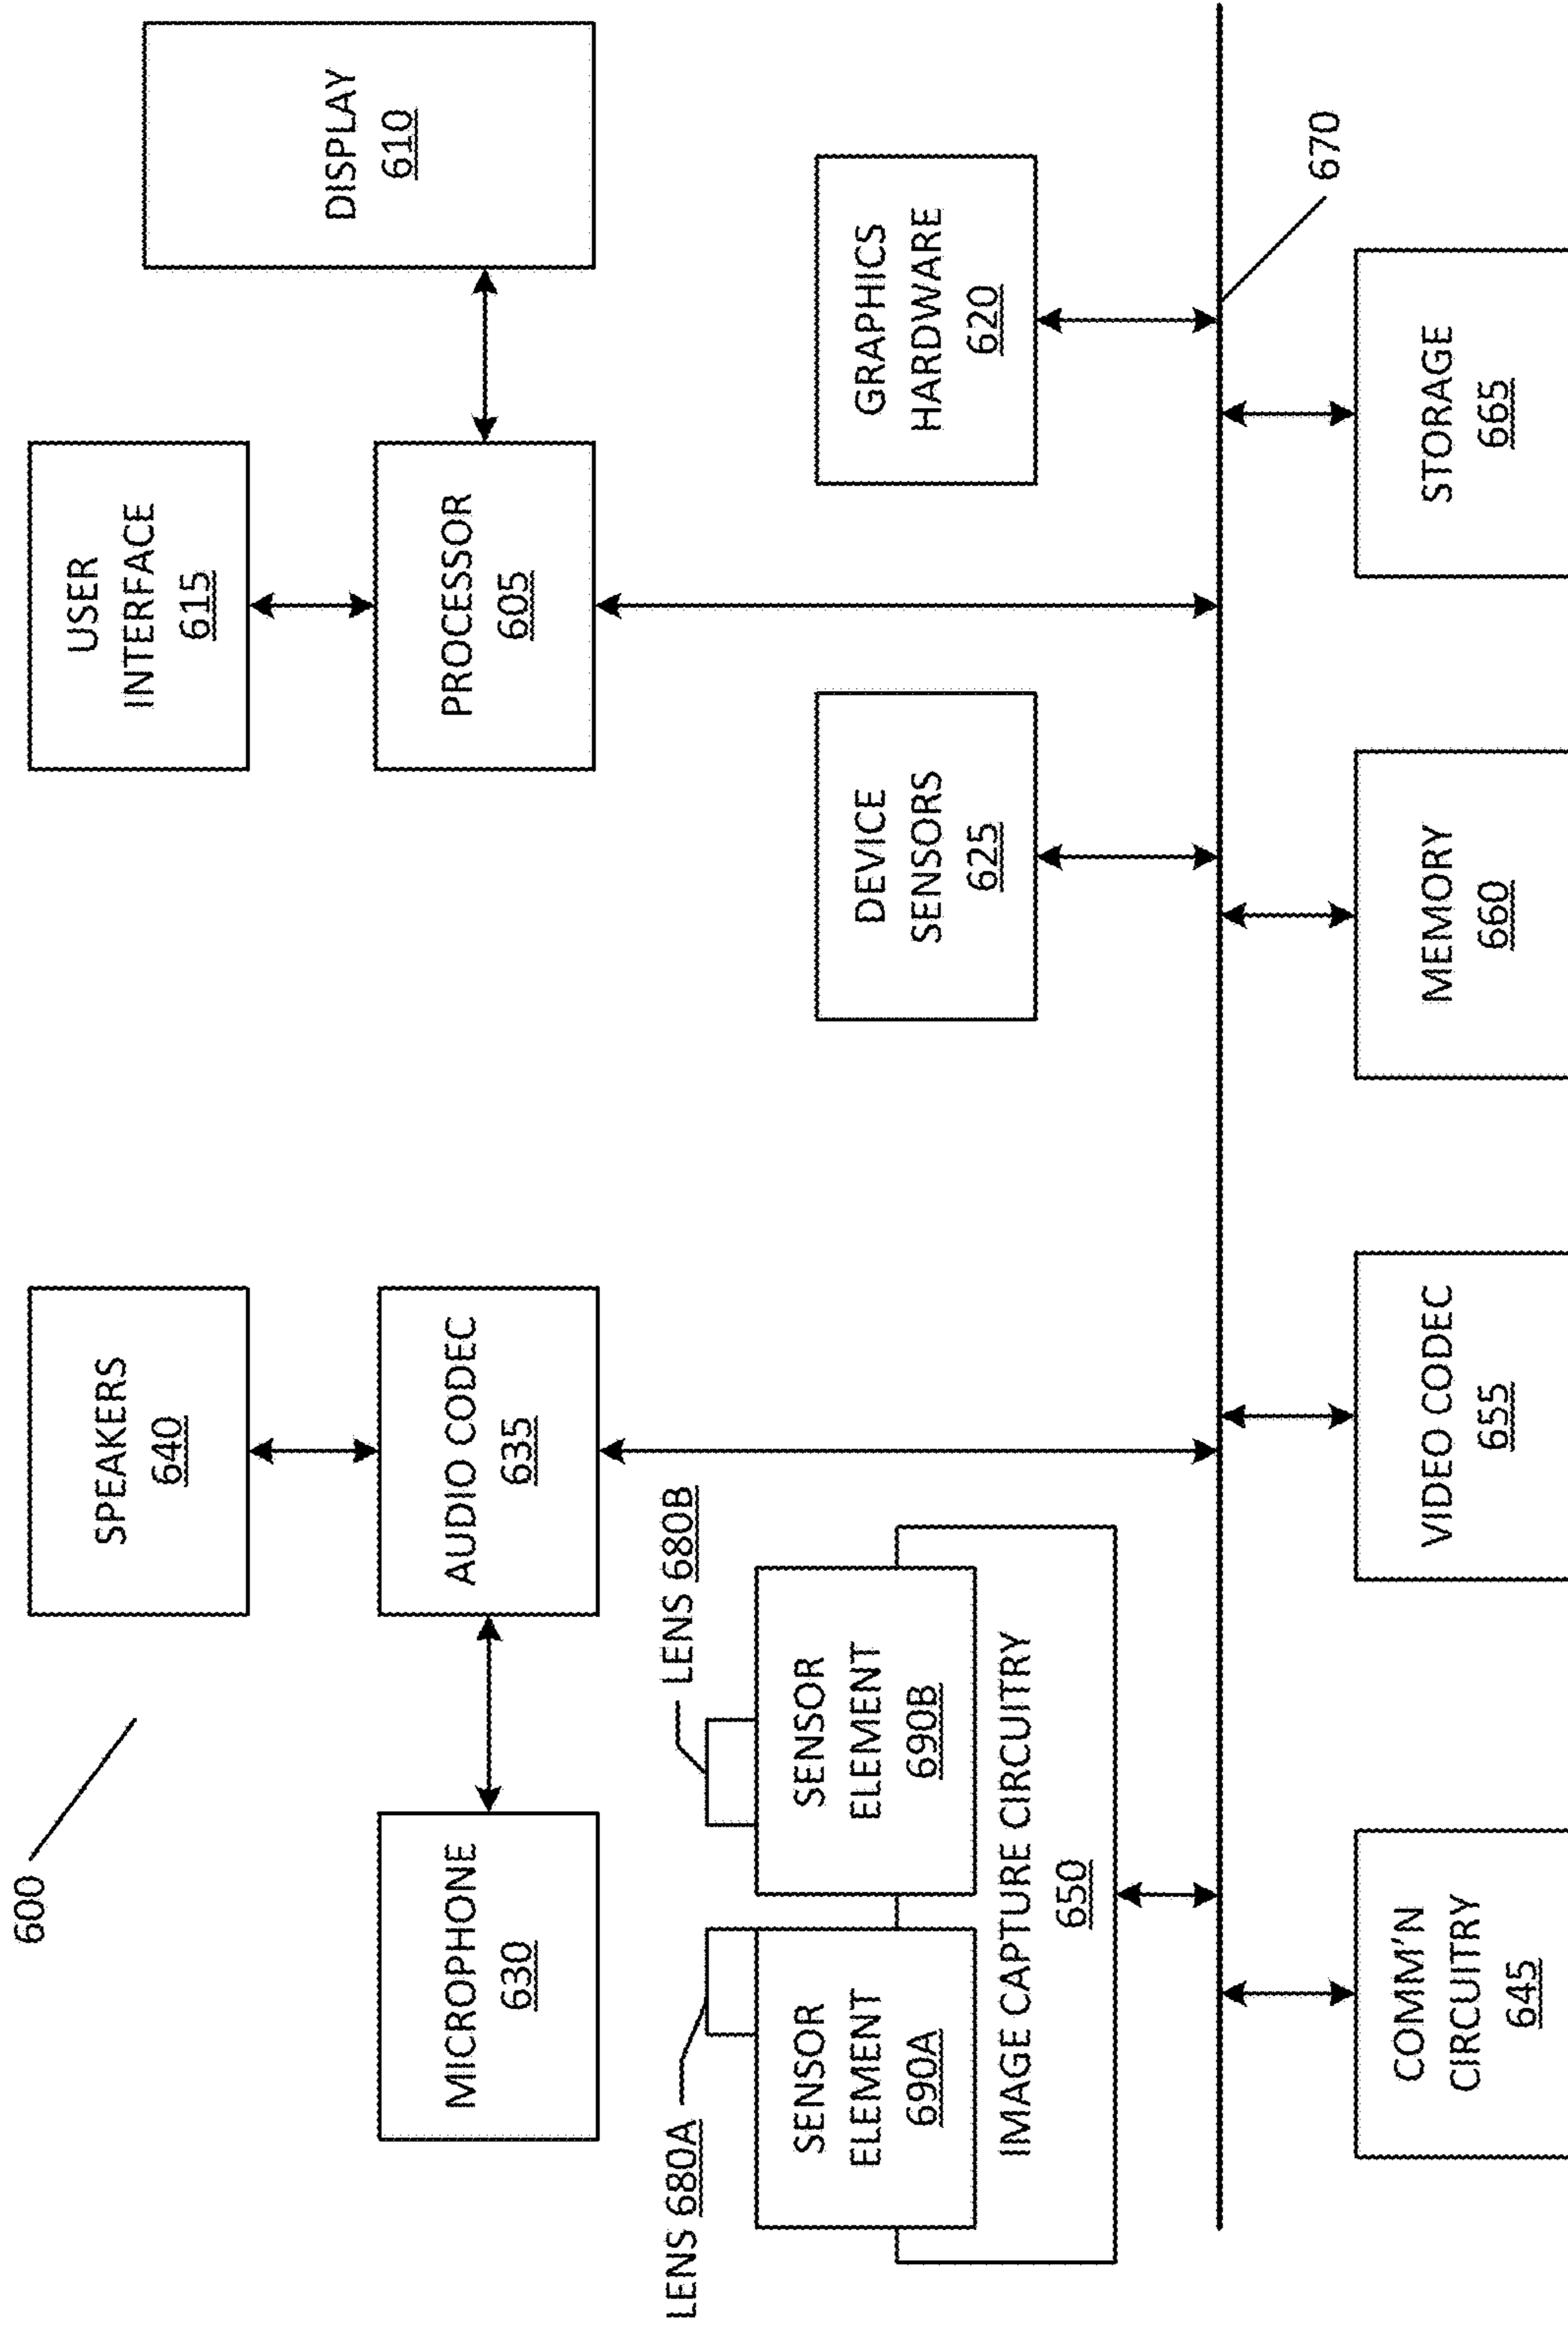 600
SPEAKERS
640
USER
INTERFACE
615
MICROPHONE
630
AUDIO CODEC
635
PROCESSOR
605
DISPLAY
610
LENS 680A
LENS 680B
SENSOR
ELEMENT
690A
SENSOR
ELEMENT
690B
IMAGE CAPTURE CIRCUITRY
650
DEVICE
SENSORS
625
GRAPHICS
HARDWARE
620
670
COMM'N
CIRCUITRY
645
VIDEO CODEC
655
MEMORY
660
STORAGE
665